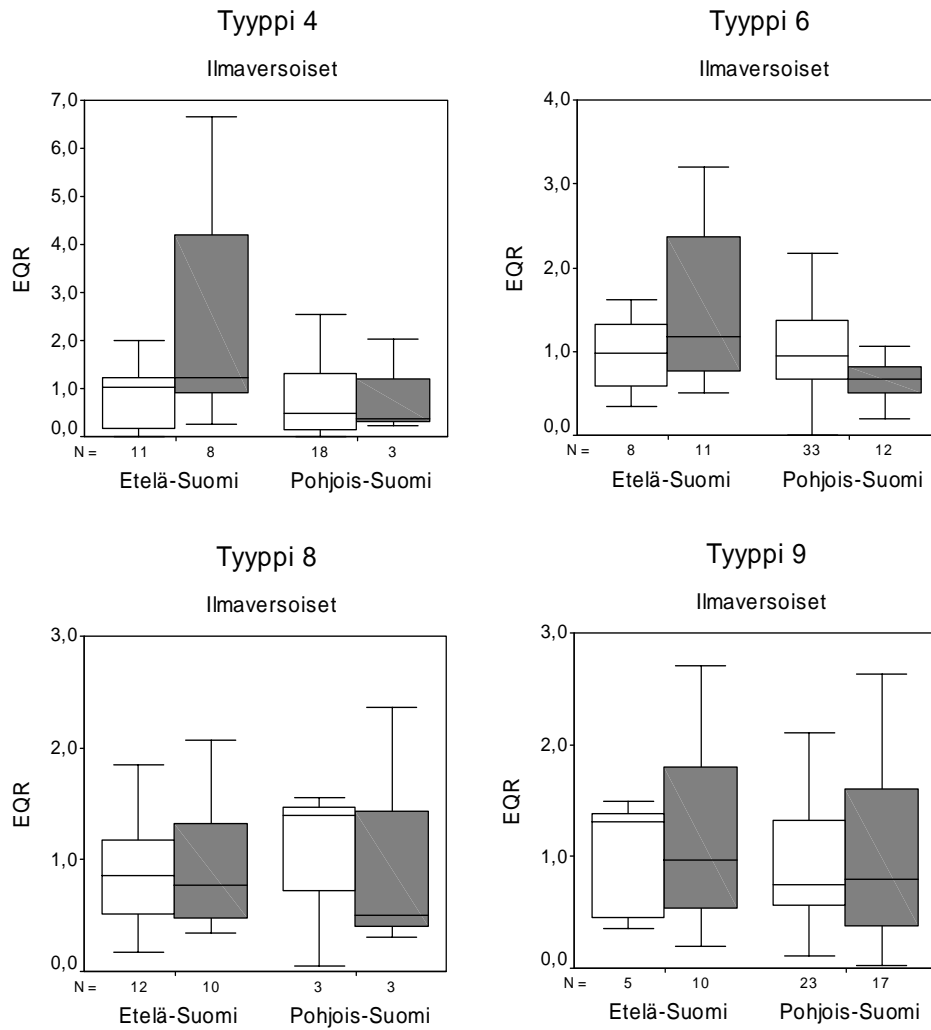 Tyyppi 4
Ilmaversoiset
7,0
6,0
5,0
4,0
3,0
2,0
1,0
0,0
EQR
N = 11 8 18 3
Etelä-Suomi Pohjois-Suomi
Tyyppi 6
Ilmaversoiset
4,0
3,0
2,0
1,0
0,0
EQR
N = 8 11 33 12
Etelä-Suomi Pohjois-Suomi
Tyyppi 8
Ilmaversoiset
3,0
2,0
1,0
0,0
EQR
N = 12 10 3 3
Etelä-Suomi Pohjois-Suomi
Tyyppi 9
Ilmaversoiset
3,0
2,0
1,0
0,0
EQR
N = 5 10 23 17
Etelä-Suomi Pohjois-Suomi